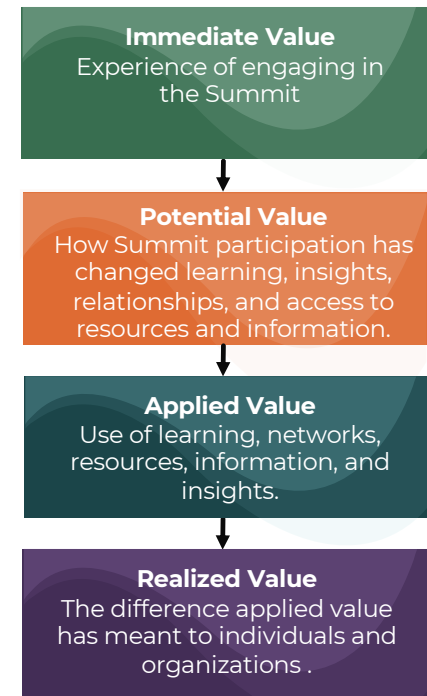 Immediate Value
Experience of engaging in
the Summit
Potential Value
How Summit participation has
changed learning, insights,
relationships, and access to
resources and information.
Applied Value
Use of learning, networks,
resources, information, and
insights.
Realized Value
The difference applied value
has meant to individuals and
organizations .